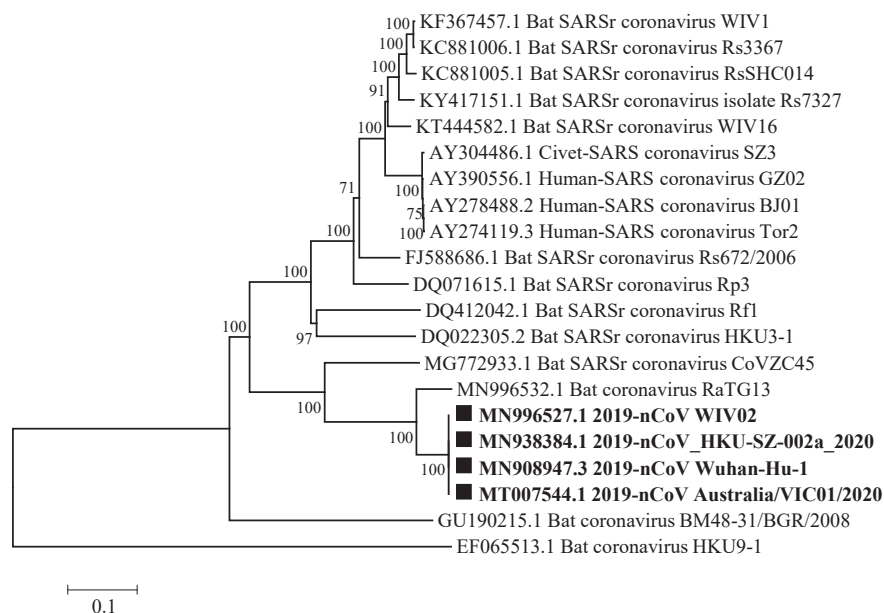 KF367457.1 Bat SARSr coronavirus WIV1
100
KC881006.1 Bat SARSr coronavirus Rs3367
100
KC881005.1 Bat SARSr coronavirus RsSHC014
100
91
KY417151.1 Bat SARSr coronavirus isolate Rs7327
100
KT444582.1 Bat SARSr coronavirus WIV16
AY304486.1 Civet-SARS coronavirus SZ3
AY390556.1 Human-SARS coronavirus GZ02
100
71
AY278488.2 Human-SARS coronavirus BJ01
75
AY274119.3 Human-SARS coronavirus Tor2
100
100
FJ588686.1 Bat SARSr coronavirus Rs672/2006
100
DQ071615.1 Bat SARSr coronavirus Rp3
DQ412042.1 Bat SARSr coronavirus Rf1
100
97
DQ022305.2 Bat SARSr coronavirus HKU3-1
MG772933.1 Bat SARSr coronavirus CoVZC45
MN996532.1 Bat coronavirus RaTG13
100
MN996527.1 2019-nCoV WIV02
100
MN938384.1 2019-nCoV_HKU-SZ-002a_2020
MN908947.3 2019-nCoV Wuhan-Hu-1
100
MT007544.1 2019-nCoV Australia/VIC01/2020
GU190215.1 Bat coronavirus BM48-31/BGR/2008
EF065513.1 Bat coronavirus HKU9-1
0.1